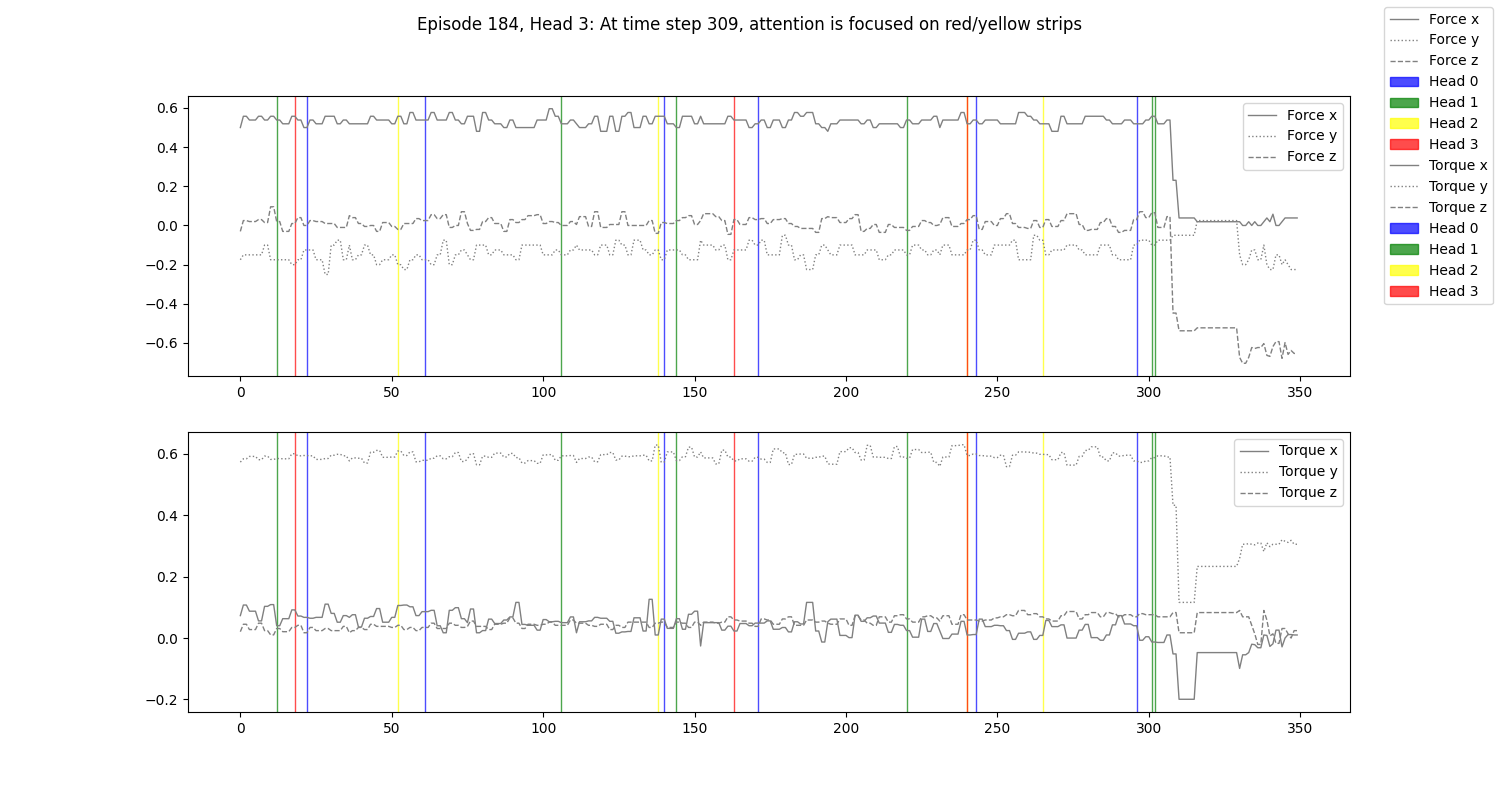 Episode 184, Head 3: At time step 309, attention is focused on red/yellow strips
Force x
Force y
Force z
Head 0
Head 1
Head 2
Head 3
Torque x
Torque y
Torque z
Head 0
Head 1
Head 2
Head 3
0.6
0.4
0.2
0.0
−0.2
−0.4
−0.6
Force x
Force y
Force z
0 50 100 150 200 250 300 350
0.6
0.4
0.2
0.0
−0.2
Torque x
Torque y
Torque z
0 50 100 150 200 250 300 350